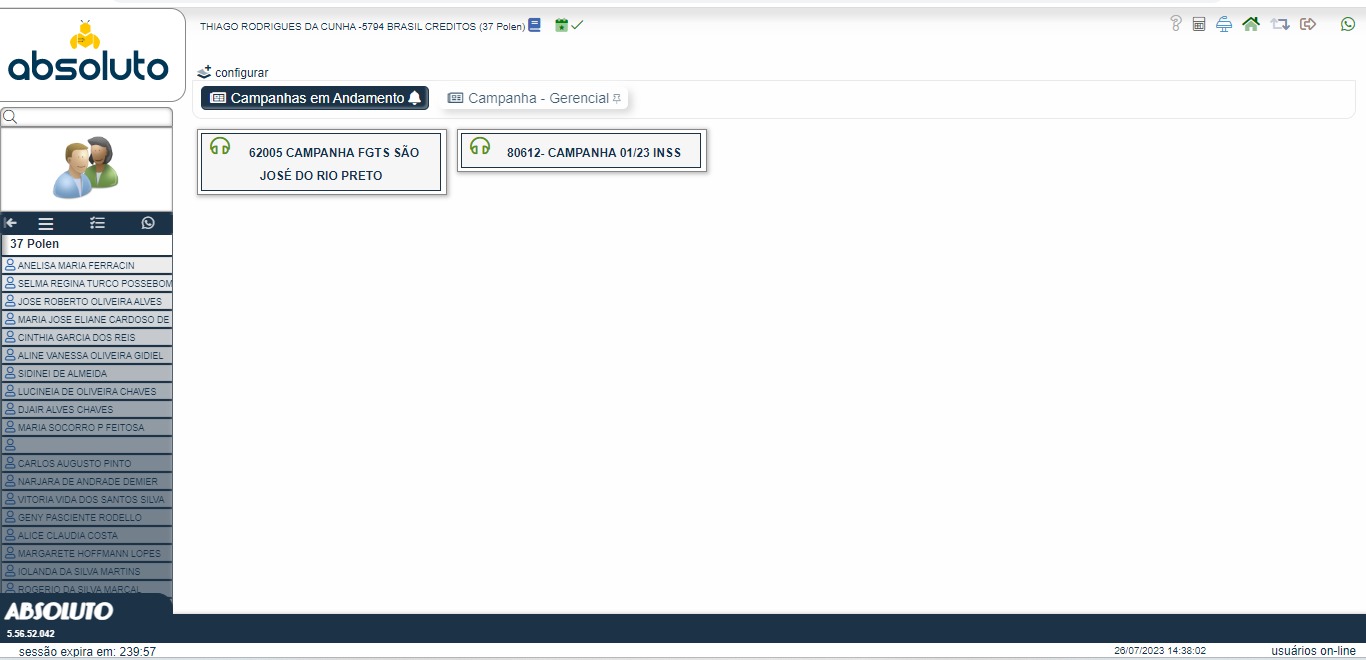 absoluto
THIAGO RODRIGUES DA CUNHA -5794 BRASIL CREDITOS (37 Polen)
configurar
Campanhas em Andamento
Campanha - Gerencial
62005 CAMPANHA FGTS SÃO
JOSÉ DO RIO PRETO
80612- CAMPANHA 01/23 INSS
37 Polen
ANELISA MARIA FERRACIN
SELMA REGINA TURCO POSSEBOM
JOSE ROBERTO OLIVEIRA ALVES
MARIA JOSE ELIANE CARDOSO DE
CINTHIA GARCIA DOS REIS
ALINE VANESSA OLIVEIRA GIDIEL
SIDINEI DE ALMEIDA
LUCINEIA DE OLIVEIRA CHAVES
DJAIR ALVES CHAVES
MARIA SOCORRO P FEITOSA
CARLOS AUGUSTO PINTO
NARJARA DE ANDRADE DEMIER
VITORIA VIDA DOS SANTOS SILVA
GENY PASCIENTE RODELLO
ALICE CLAUDIA COSTA
MARGARETE HOFFMANN LOPES
IOLANDA DA SILVA MARTINS
ROGERIO DA SILVA MARCAL
ABSOLUTO
5.56.52.042
sessão expira em: 239:57
26/07/2023 14:38:02
usuários on-line